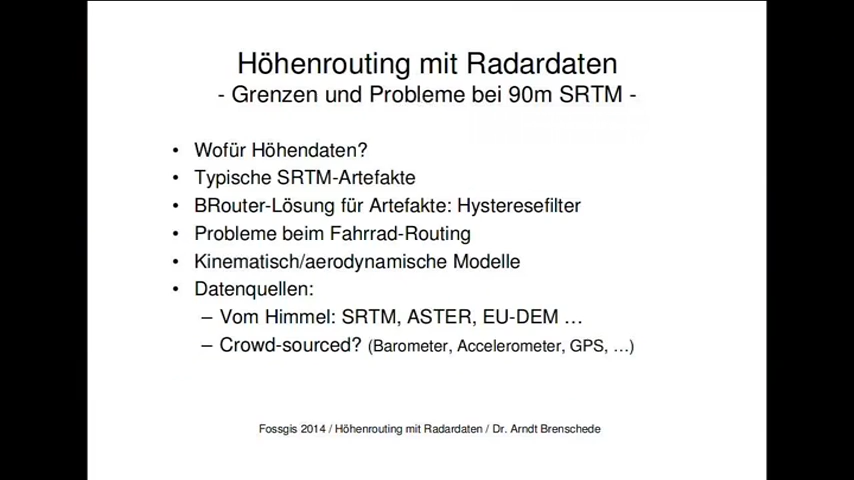 Höhenrouting mit Radardaten
- Grenzen und Probleme bei 90m SRTM -
• Wofür Höhendaten?
• Typische SRTM-Artefakte
• BRouter-Lösung für Artefakte: Hysteresefilter
• Probleme beim Fahrrad-Routing
• Kinematisch/aerodynamische Modelle
• Datenquellen:
– Vom Himmel: SRTM, ASTER, EU-DEM …
– Crowd-sourced? (Barometer, Accelerometer, GPS, …)
Fossgis 2014 / Höhenrouting mit Radardaten / Dr. Arndt Brenschede